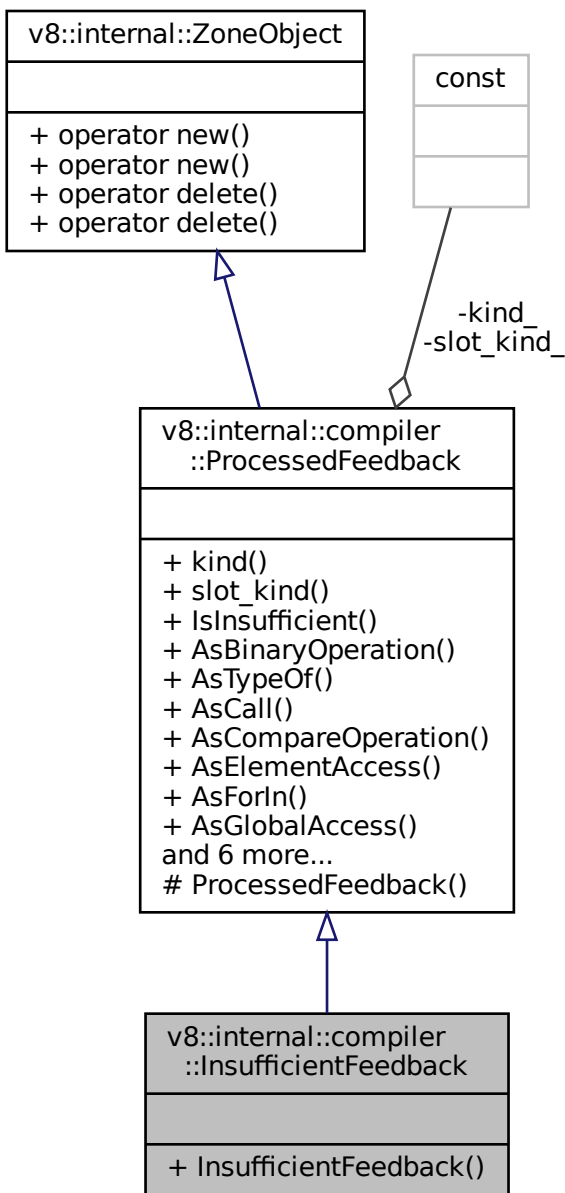 v8::internal::ZoneObject
+ operator new()
+ operator new()
+ operator delete()
+ operator delete()
const
-kind_
-slot_kind_
v8::internal::compiler
::ProcessedFeedback
+ kind()
+ slot_kind()
+ IsInsufficient()
+ AsBinaryOperation()
+ AsTypeOf()
+ AsCall()
+ AsCompareOperation()
+ AsElementAccess()
+ AsForIn()
+ AsGlobalAccess()
and 6 more...
# ProcessedFeedback()
v8::internal::compiler
::InsufficientFeedback
+ InsufficientFeedback()